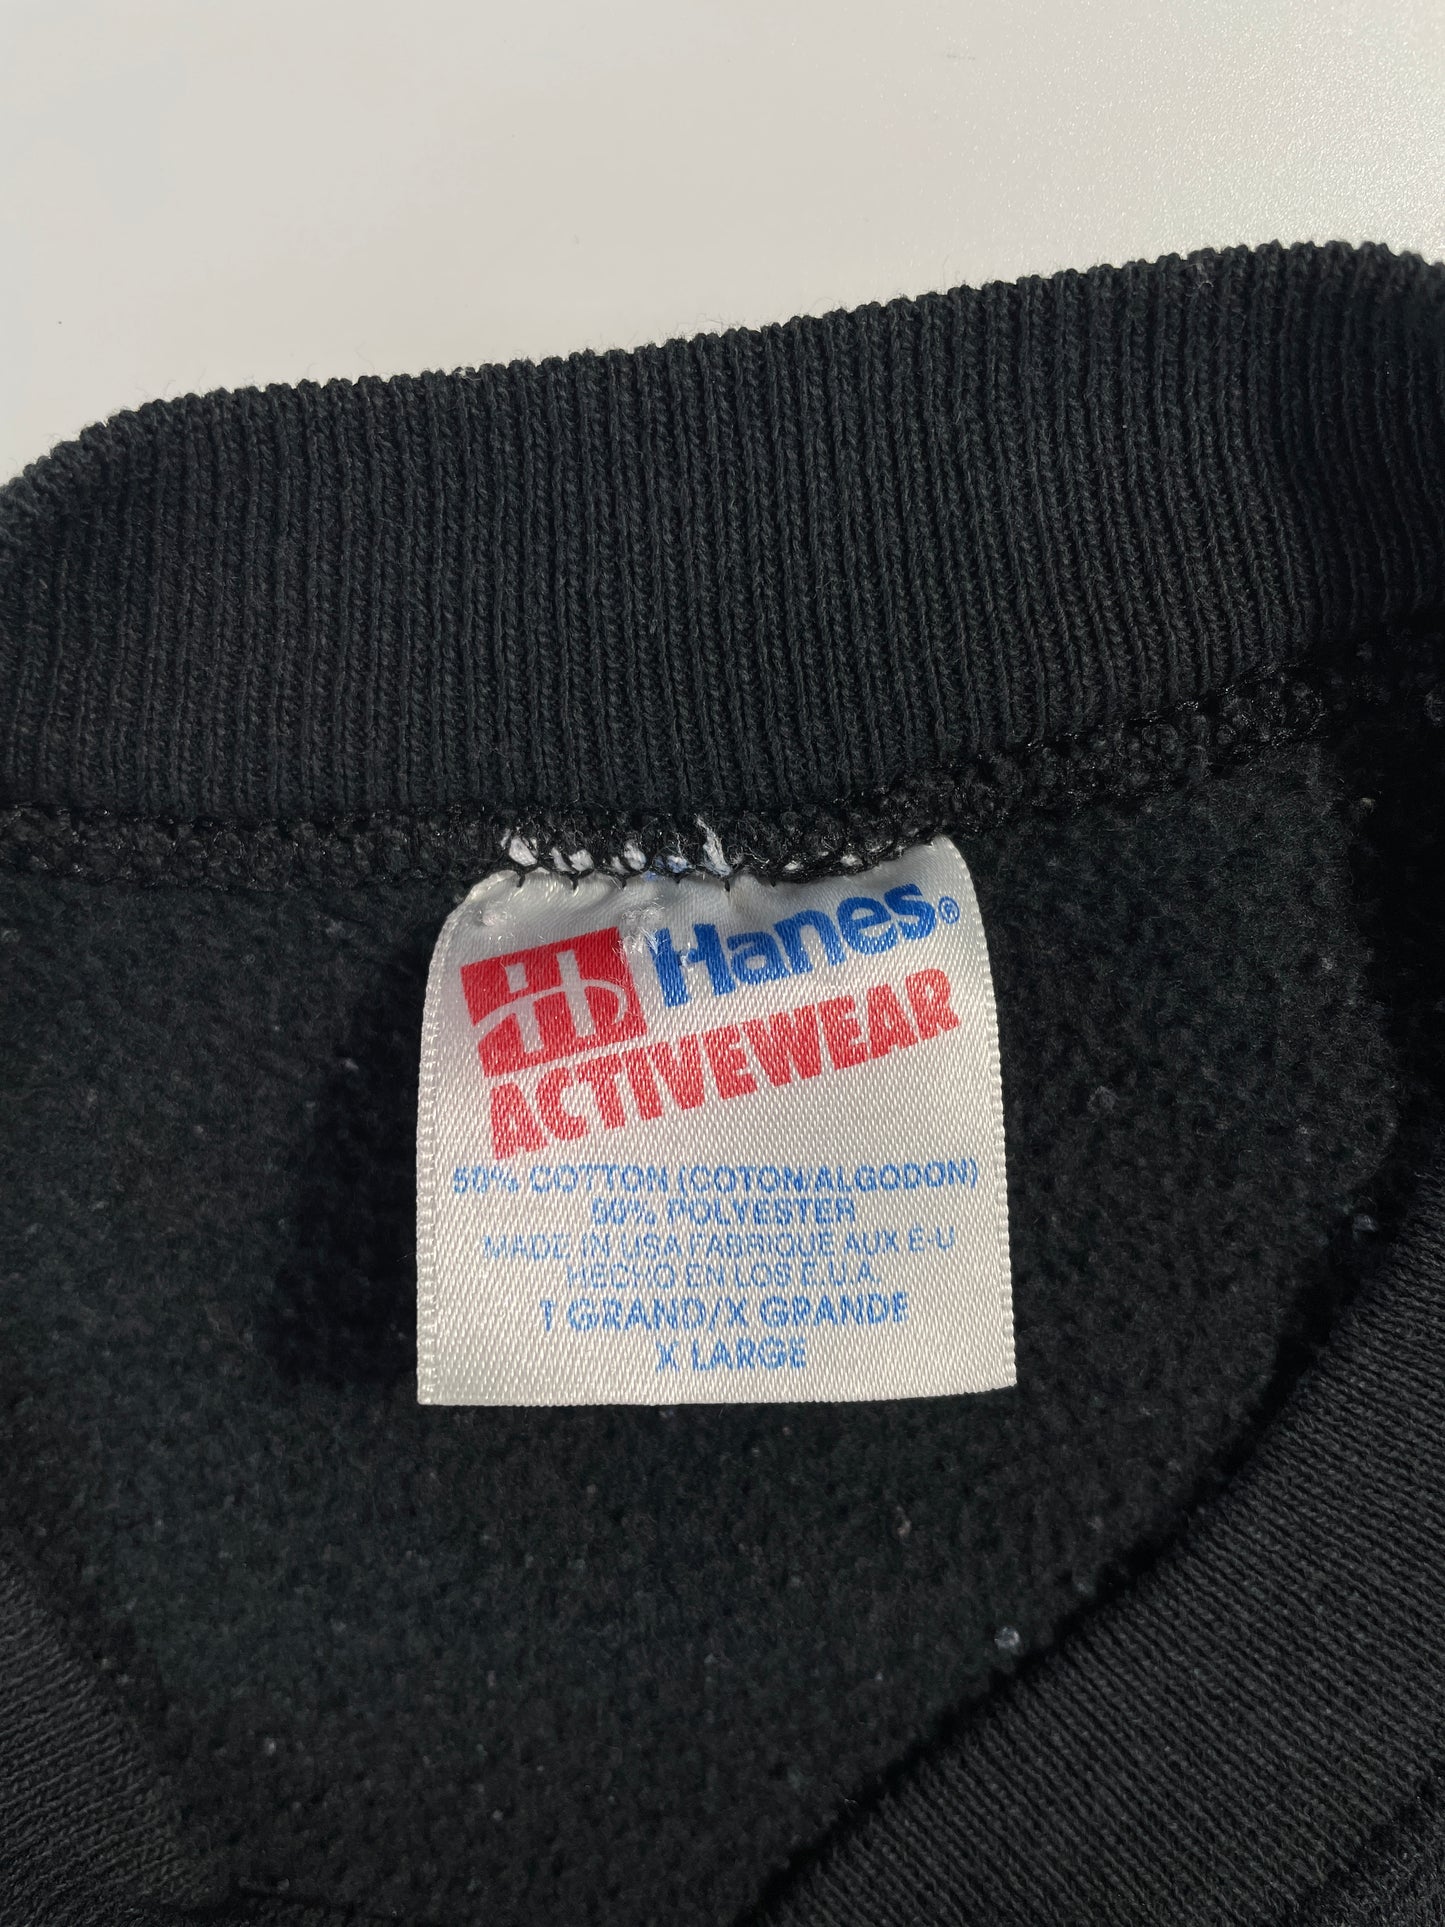 Hanes®
ACTIVEWEAR
50% COTTON (COTON/ALGODON)
50% POLYESTER
MADE IN USA FABRIQUE AUX É-U
HECHO EN LOS E.U.A.
T GRAND/X GRANDE
X LARGE